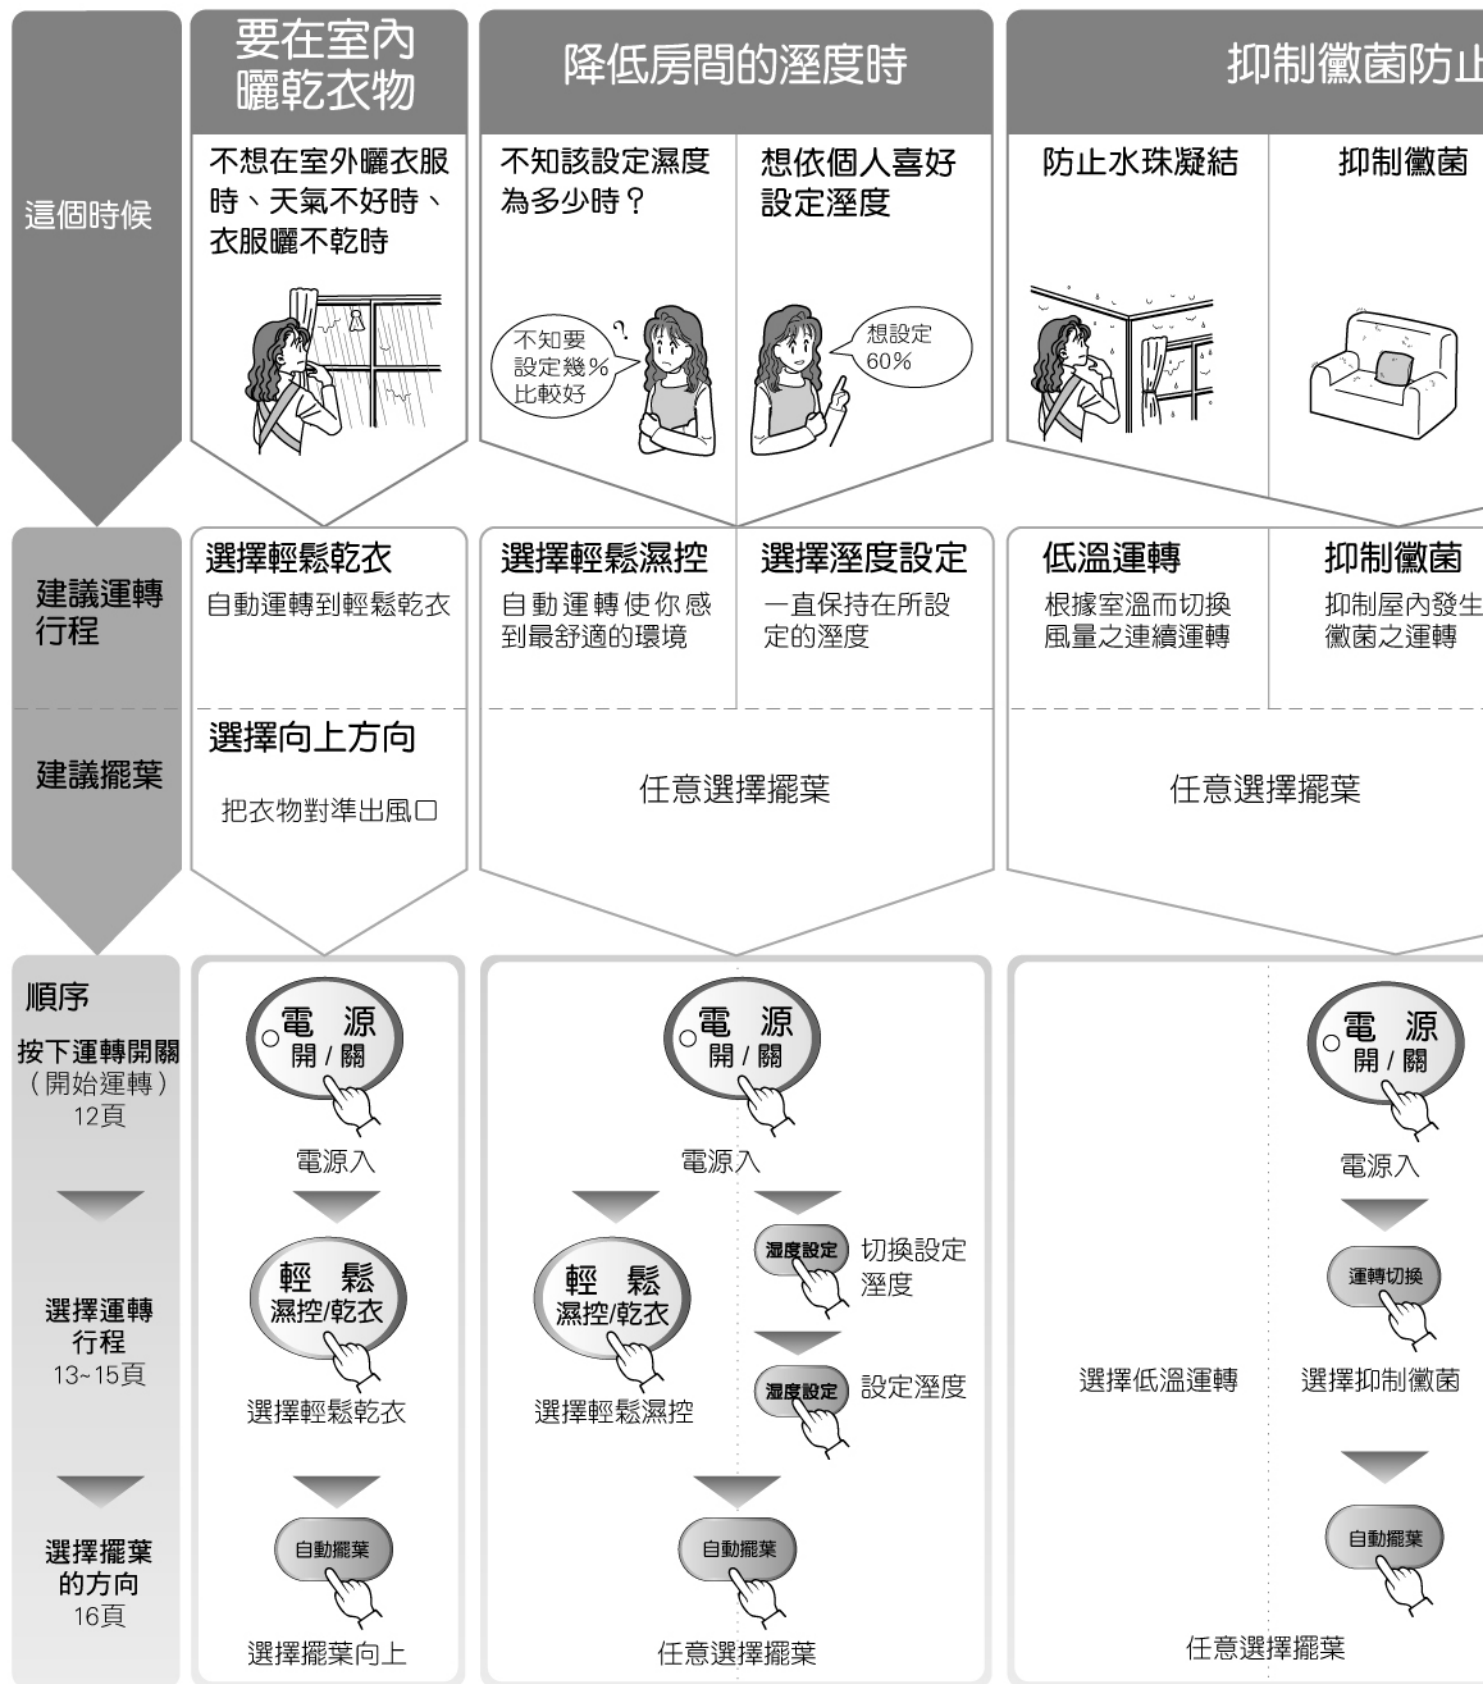 要在室內
曬乾衣物
降低房間的溼度時
抑制黴菌防止
這個時候
不想在室外曬衣服
時、天氣不好時、
衣服曬不乾時
不知該設定濕度
為多少時？
不知要
設定幾%
比較好
?
想依個人喜好
設定溼度
想設定
60%
防止水珠凝結
抑制黴菌
建議運轉
行程
選擇輕鬆乾衣
自動運轉到輕鬆乾衣
選擇輕鬆濕控
自動運轉使你感
到最舒適的環境
選擇溼度設定
一直保持在所設
定的溼度
低溫運轉
根據室溫而切換
風量之連續運轉
抑制黴菌
抑制屋內發生
黴菌之運轉
建議擺葉
選擇向上方向
把衣物對準出風口
任意選擇擺葉
任意選擇擺葉
順序
按下運轉開關
（開始運轉）
12頁
選擇運轉
行程
13~15頁
選擇擺葉
的方向
16頁
電 源
開/關
電源入
輕 鬆
濕控/乾衣
選擇輕鬆乾衣
自動擺葉
選擇擺葉向上
電 源
開/關
電源入
輕 鬆
濕控/乾衣
選擇輕鬆濕控
湿度設定
切換設定
溼度
湿度設定
設定溼度
自動擺葉
任意選擇擺葉
電 源
開/關
電源入
運轉切換
選擇低溫運轉
選擇抑制黴菌
自動擺葉
任意選擇擺葉